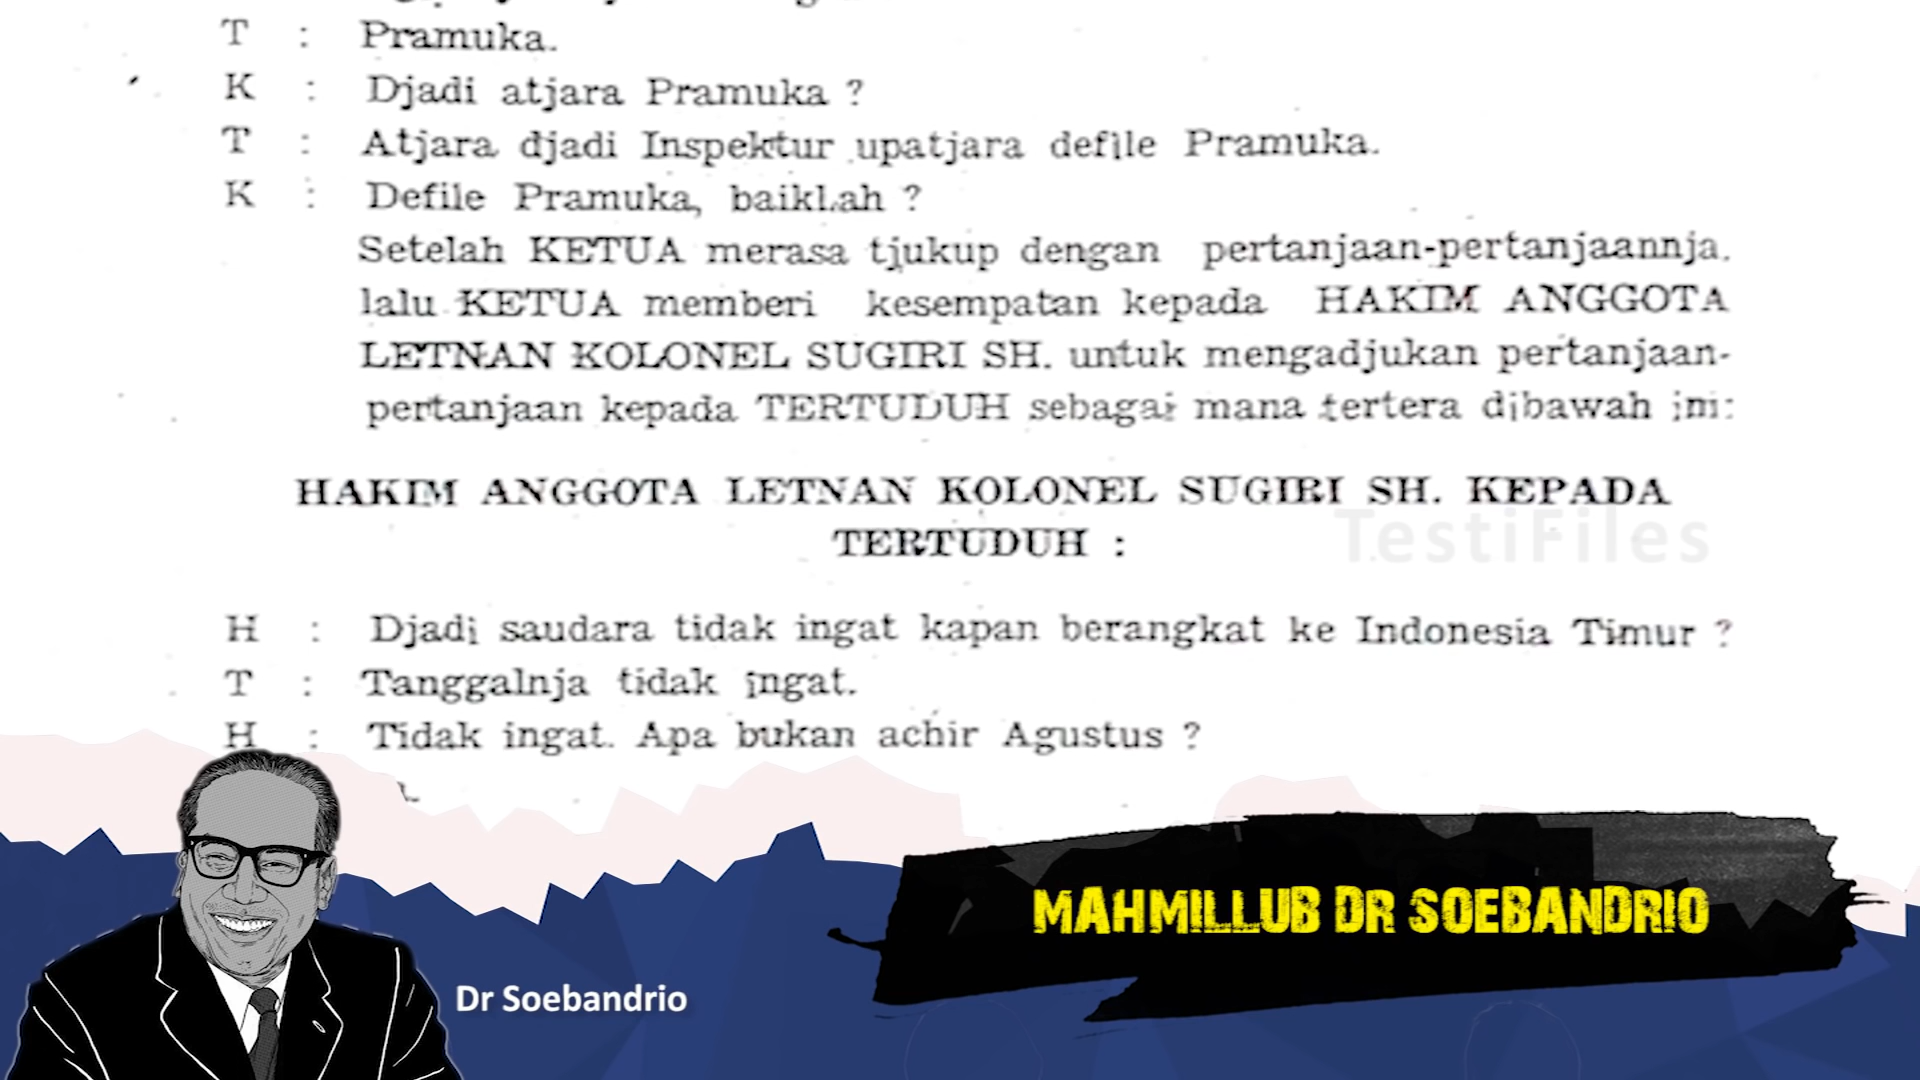 T : Pramuka.
K : Djadi atjara Pramuka ?
T : Atjara djadi Inspektur upatjara defile Pramuka.
K : Defile Pramuka, baiklah ?
Setelah KETUA merasa tjukup dengan pertanjaan-pertanjaannja.
lalu KETUA memberi kesempatan kepada HAKIM ANGGOTA
LETNAN KOLONEL SUGIRI SH. untuk mengadjukan pertanjaan-
pertanjaan kepada TERTUDUH sebagai mana tertera dibawah ini:
HAKIM ANGGOTA LETNAN KOLONEL SUGIRI SH. KEPADA
TERTUDUH :
TestiFiles
H : Djadi saudara tidak ingat kapan berangkat ke Indonesia Timur ?
T : Tanggalnja tidak ingat.
H : Tidak ingat. Apa bukan achir Agustus ?
MAHMILLUB DR SOEBANDRIO
Dr Soebandrio